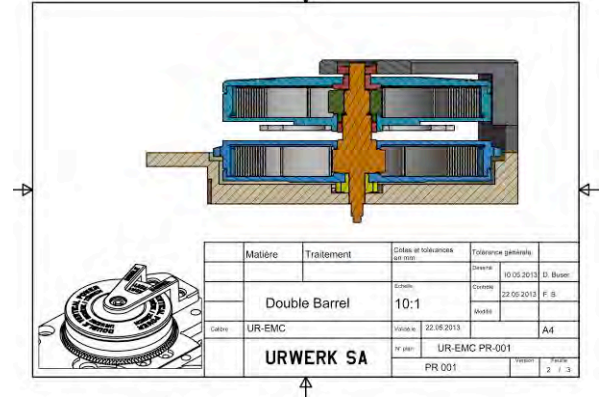 Matière Traitement Cotes et tolérances en mm Tolérance générale.
Dessiné 10.05.2013 D. Buser
Double Barrel Echelle 10:1 Contrôlé 22.05.2013 F. S.
Modifié
Calibre UR-EMC Validé le 22.05.2013 A4
URWERK SA N° plan UR-EMC PR-001
PR 001 Version Feuille 2 / 3